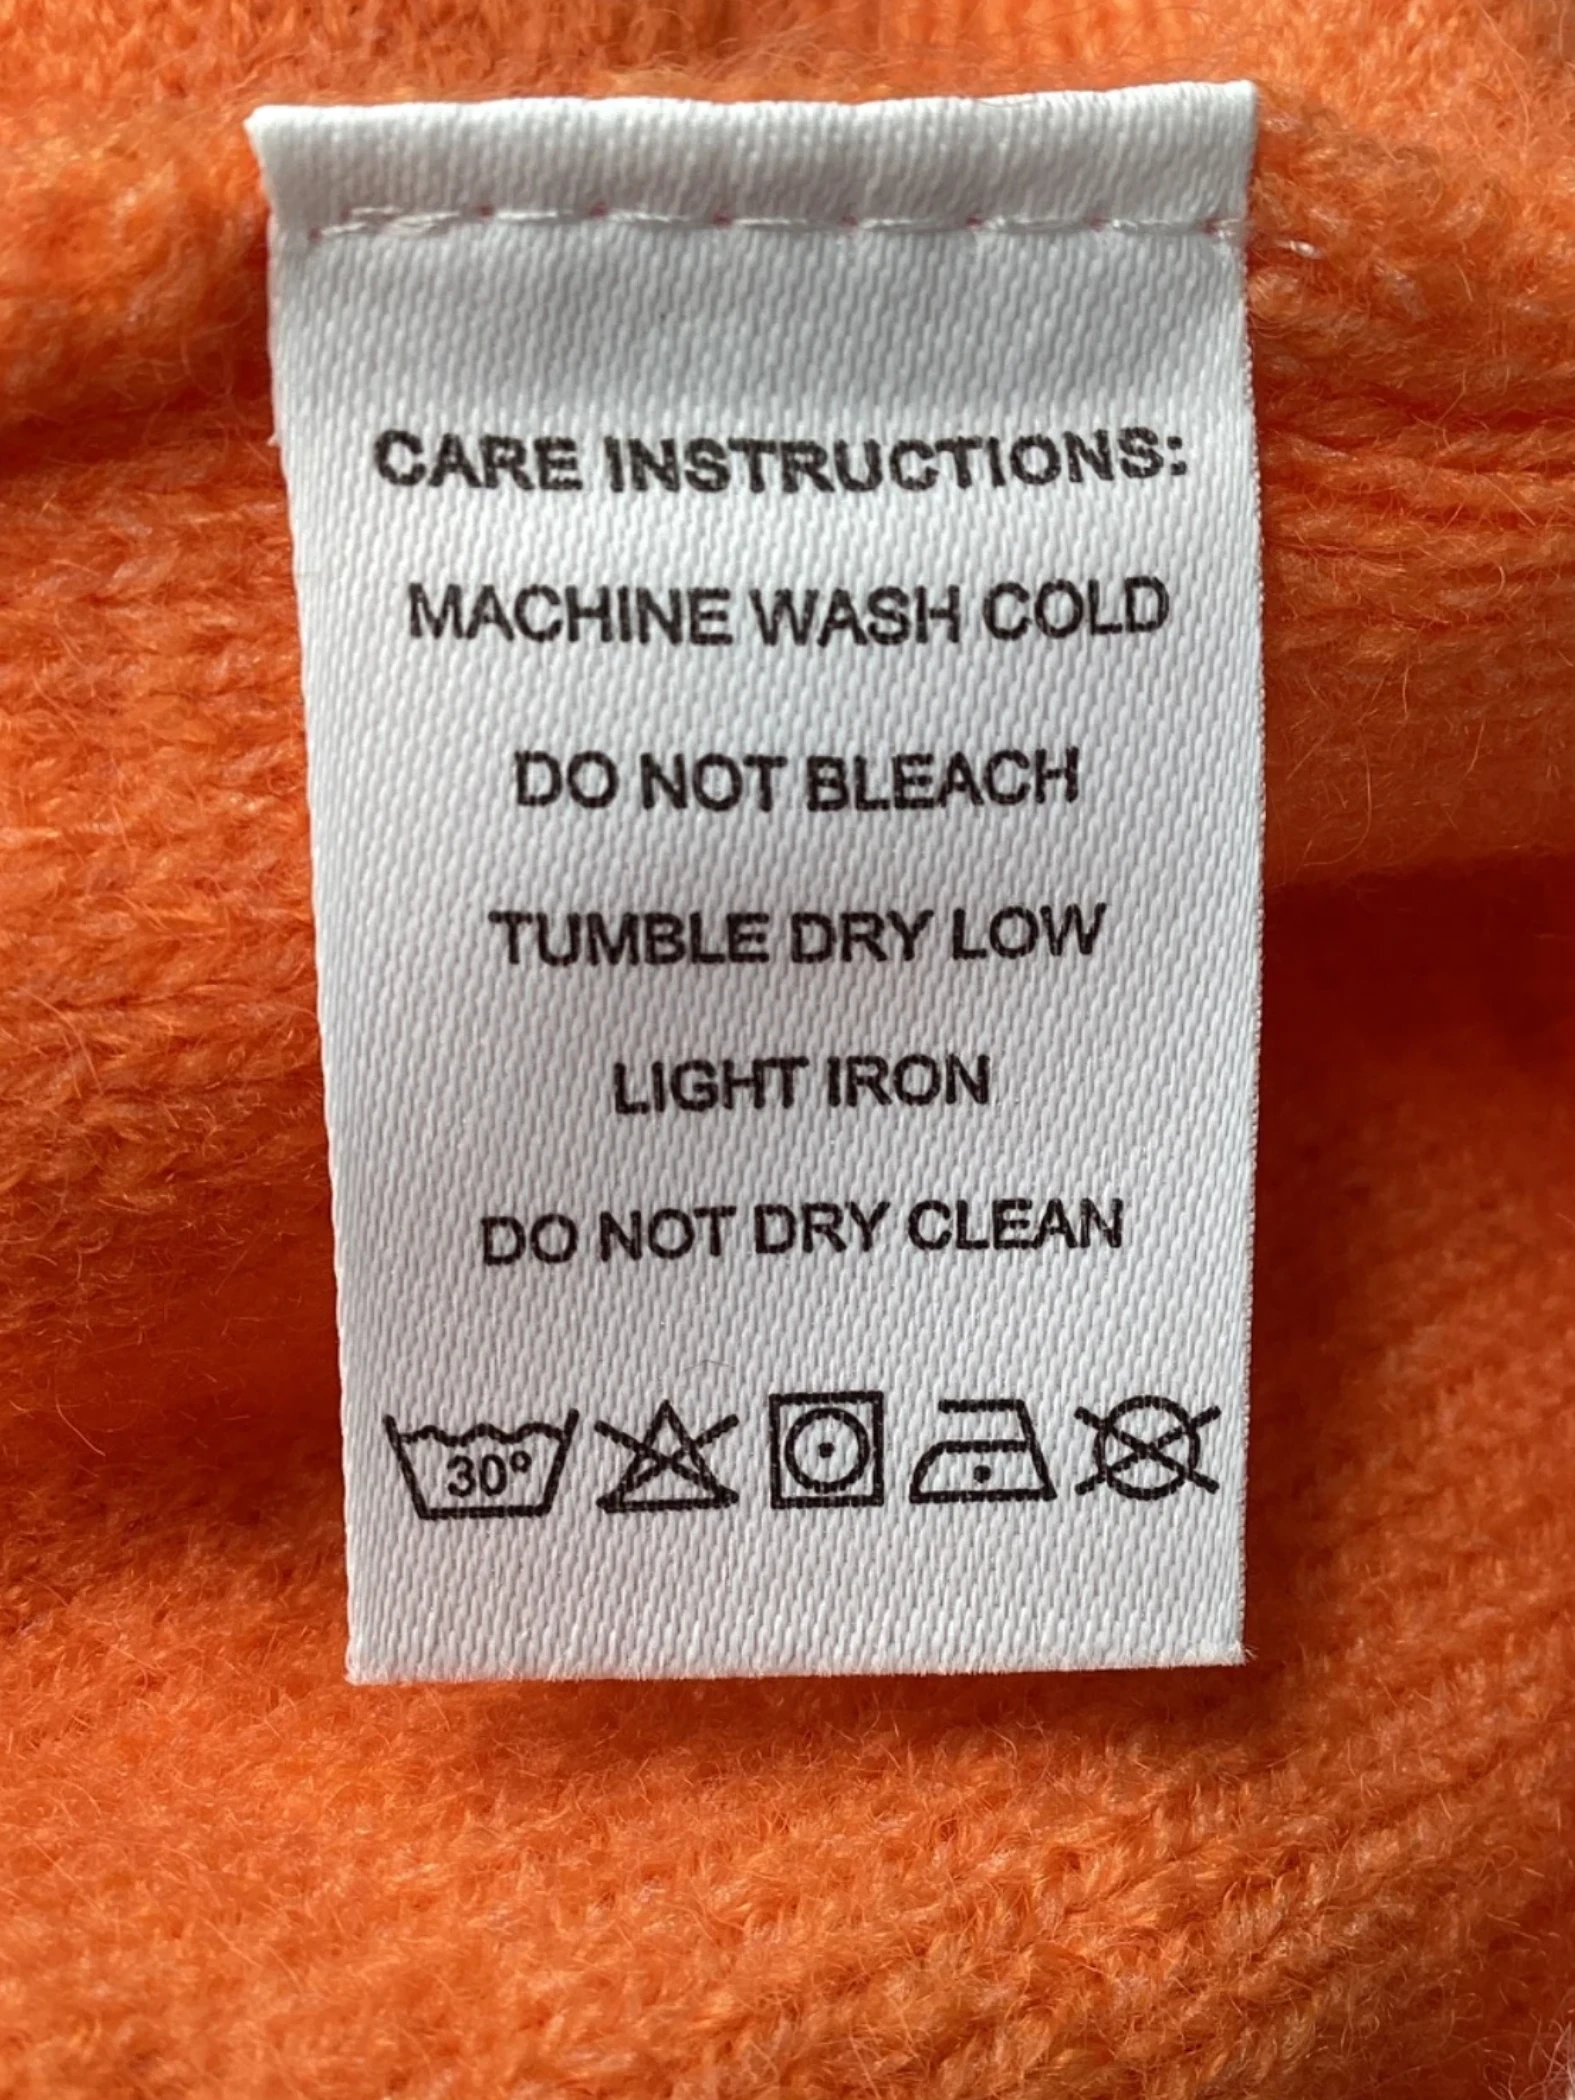 CARE INSTRUCTIONS:
MACHINE WASH COLD
DO NOT BLEACH
TUMBLE DRY LOW
LIGHT IRON
DO NOT DRY CLEAN
30°